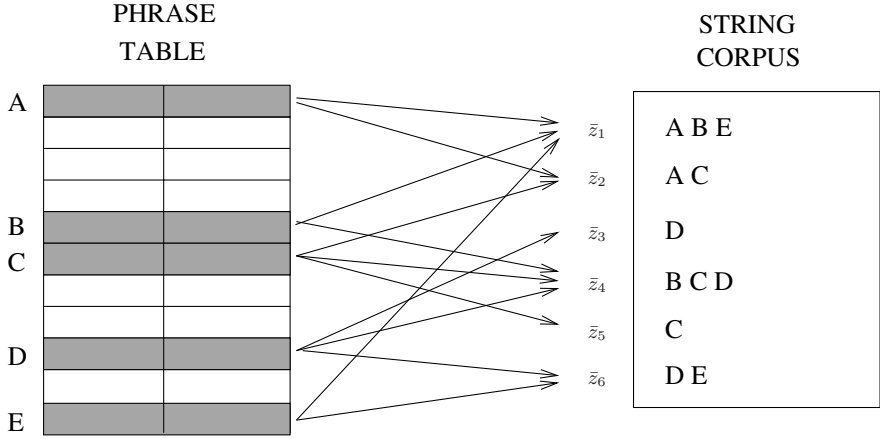 PHRASE
TABLE
STRING
CORPUS
A
B
C
D
E
z̄₁ A B E
z̄₂ A C
z̄₃ D
z̄₄ B C D
z̄₅ C
z̄₆ D E